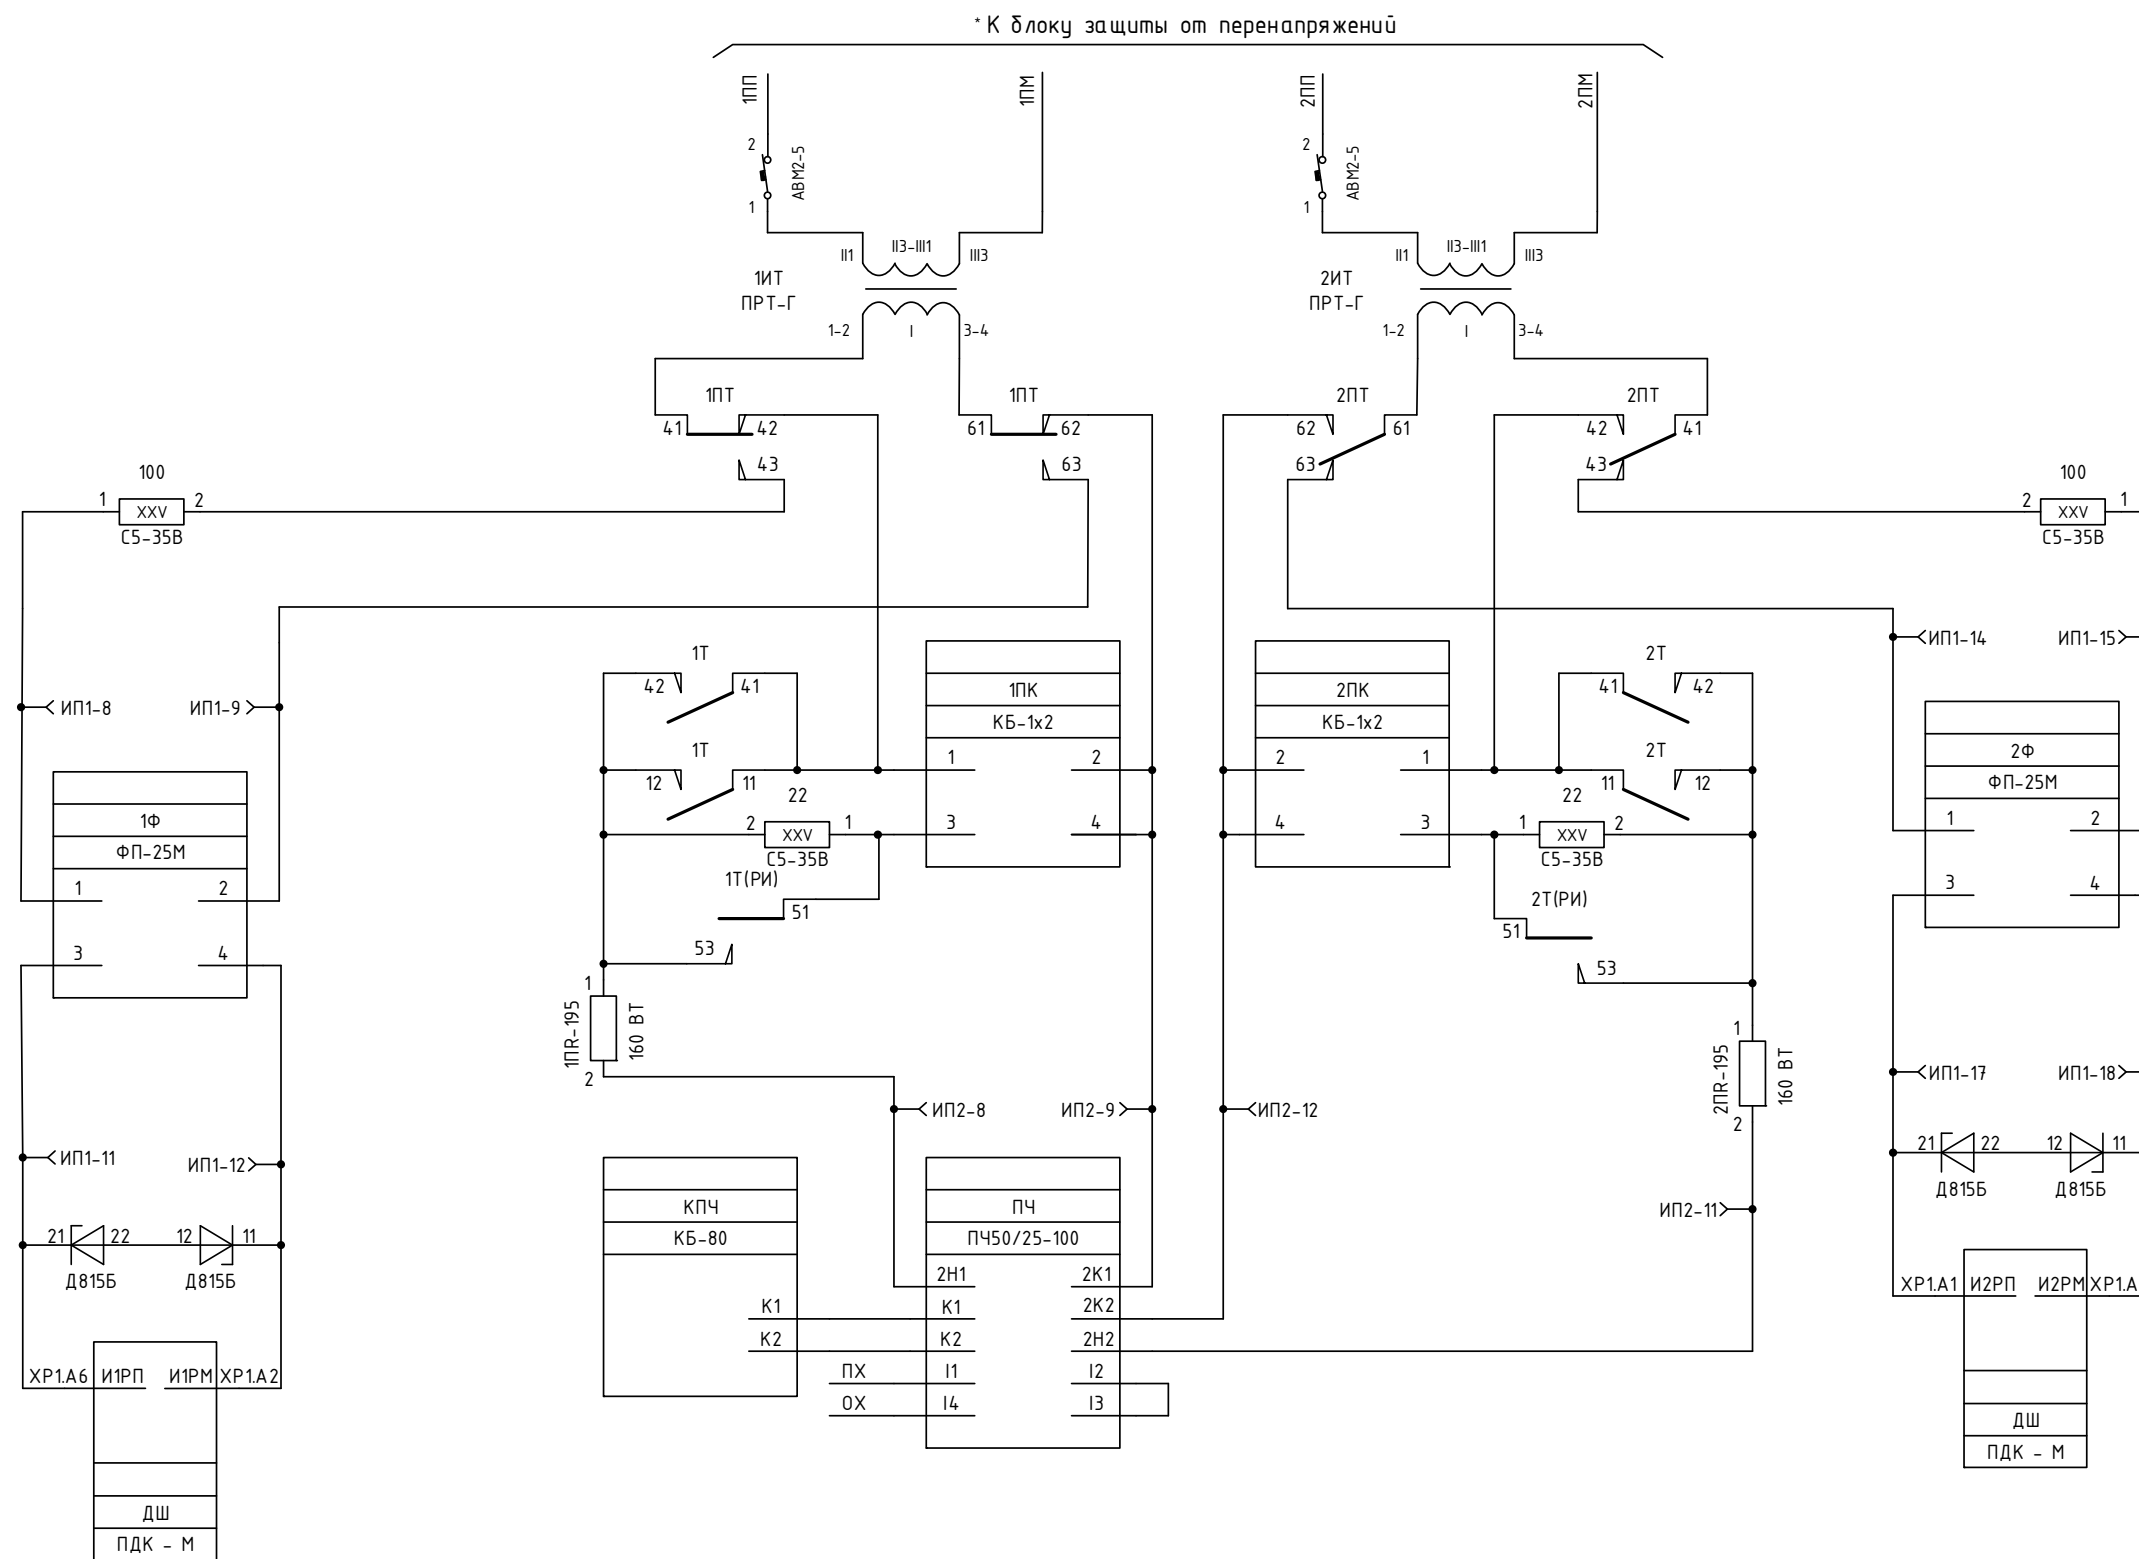 *К блоку защиты от перенапряжений
1ПП
1ПМ
2ПП
2ПМ
2
АВМ2-5
1
2
АВМ2-5
1
II1
II3-III1
III3
II1
II3-III1
III3
1ИТ
ПРТ-Г
2ИТ
ПРТ-Г
1-2
I
3-4
1-2
I
3-4
1ПТ
1ПТ
2ПТ
2ПТ
41
42
61
62
62
61
42
41
43
63
63
43
100
1
XXV
2
С5-35В
100
2
XXV
1
С5-35В
ИП1-8
ИП1-9
ИП1-14
ИП1-15
1Т
42
41
1Т
12
11
22
2
XXV
1
С5-35В
1Т(РИ)
51
53
1ПК
КБ-1х2
1
2
3
4
2ПК
КБ-1х2
2
1
4
3
2Т
41
42
2Т
11
12
22
1
XXV
2
С5-35В
2Т(РИ)
51
53
1Ф
ФП-25М
1
2
3
4
2Ф
ФП-25М
1
2
3
4
1
1ПR-195
160 ВТ
2
1
2ПR-195
160 ВТ
2
ИП2-8
ИП2-9
ИП2-12
ИП2-11
ИП1-11
ИП1-12
ИП1-17
ИП1-18
21
22
12
11
Д815Б
Д815Б
21
22
12
11
Д815Б
Д815Б
КПЧ
КБ-80
К1
К2
ПЧ
ПЧ50/25-100
2Н1
2К1
К1
2К2
К2
2Н2
ПХ
I1
I2
ОХ
I4
I3
ХР1.А6
И1РП
И1РМ
ХР1.А2
ДШ
ПДК - М
ХР1.А1
И2РП
И2РМ
ХР1.А
ДШ
ПДК - М